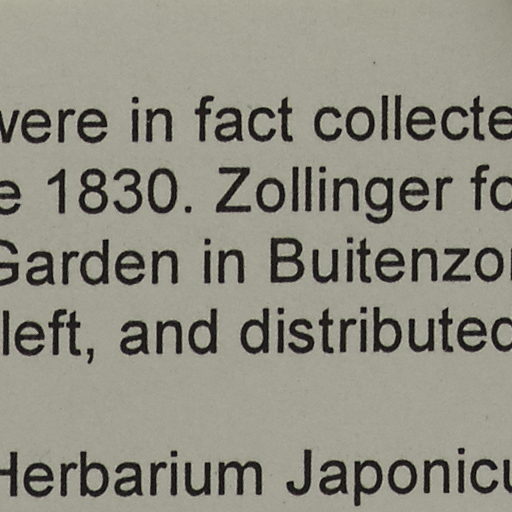 were in fact collecte
e 1830. Zollinger fo
Garden in Buitenzor
left, and distributed
Herbarium Japonicu